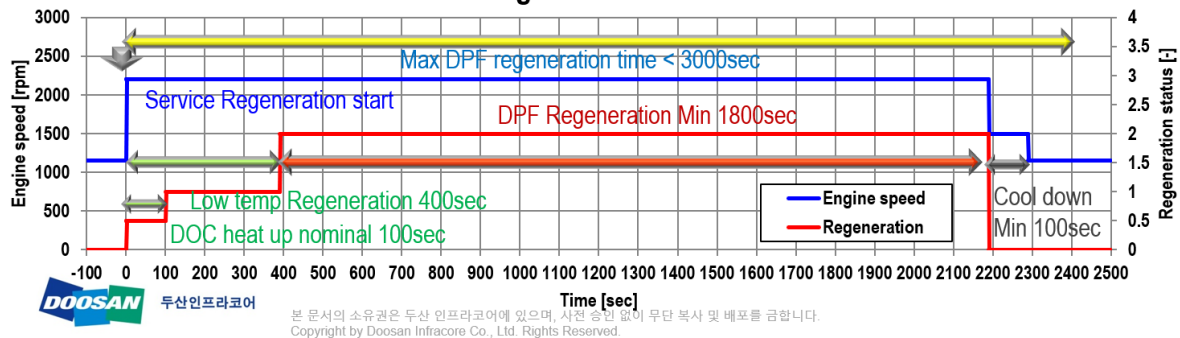 3000
2500
2000
1500
1000
500
0
Engine speed [rpm]
4
3.5
3
2.5
2
1.5
1
0.5
0
Regeneration status [-]
Max DPF regeneration time < 3000sec
Service Regeneration start
DPF Regeneration Min 1800sec
Low temp Regeneration 400sec
DOC heat up nominal 100sec
Engine speed
Regeneration
Cool down
Min 100sec
-100 0 100 200 300 400 500 600 700 800 900 1000 1100 1200 1300 1400 1500 1600 1700 1800 1900 2000 2100 2200 2300 2400 2500
Time [sec]
DOOSAN 두산인프라코어
본 문서의 소유권은 두산 인프라코어에 있으며, 사전 승인 없이 무단 복사 및 배포를 금합니다.
Copyright by Doosan Infracore Co., Ltd. Rights Reserved.